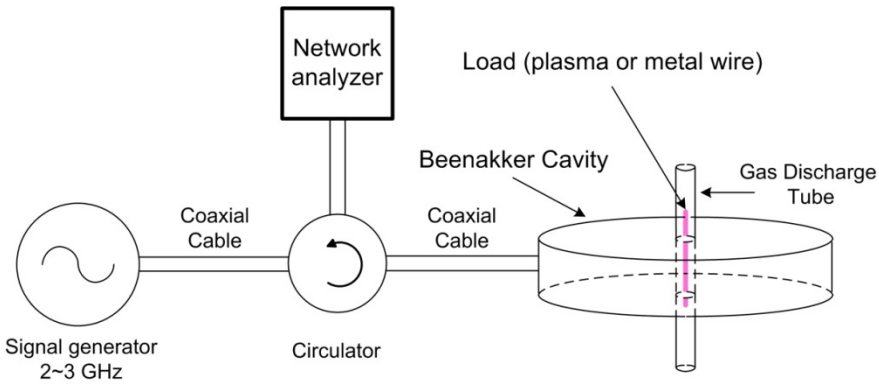 Network
analyzer
Load (plasma or metal wire)
Beenakker Cavity
Gas Discharge
Tube
Coaxial
Cable
Coaxial
Cable
Signal generator
2~3 GHz
Circulator